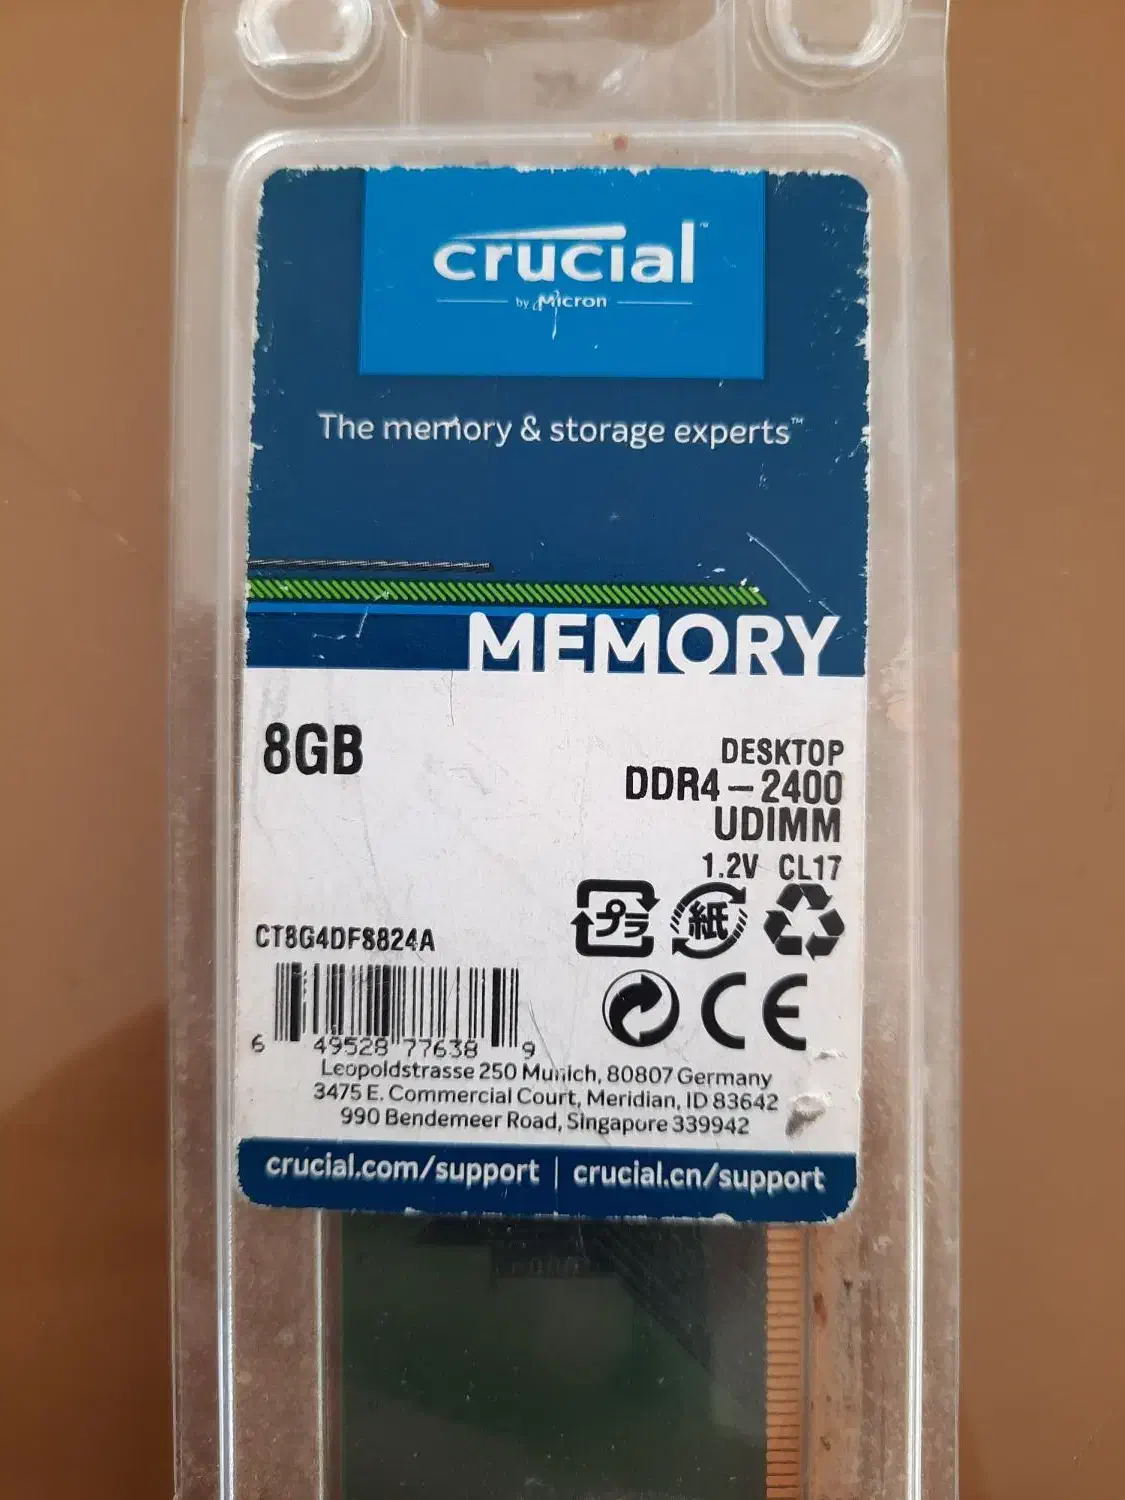 crucial™
by Micron
The memory & storage experts™
MEMORY
8GB
DESKTOP
DDR4-2400
UDIMM
1.2V CL17
プラ
紙
CT8G4DFS824A
CE
6 49528 77638 9
Leopoldstrasse 250 Munich, 80807 Germany
3475 E. Commercial Court, Meridian, ID 83642
990 Bendemeer Road, Singapore 339942
crucial.com/support | crucial.cn/support